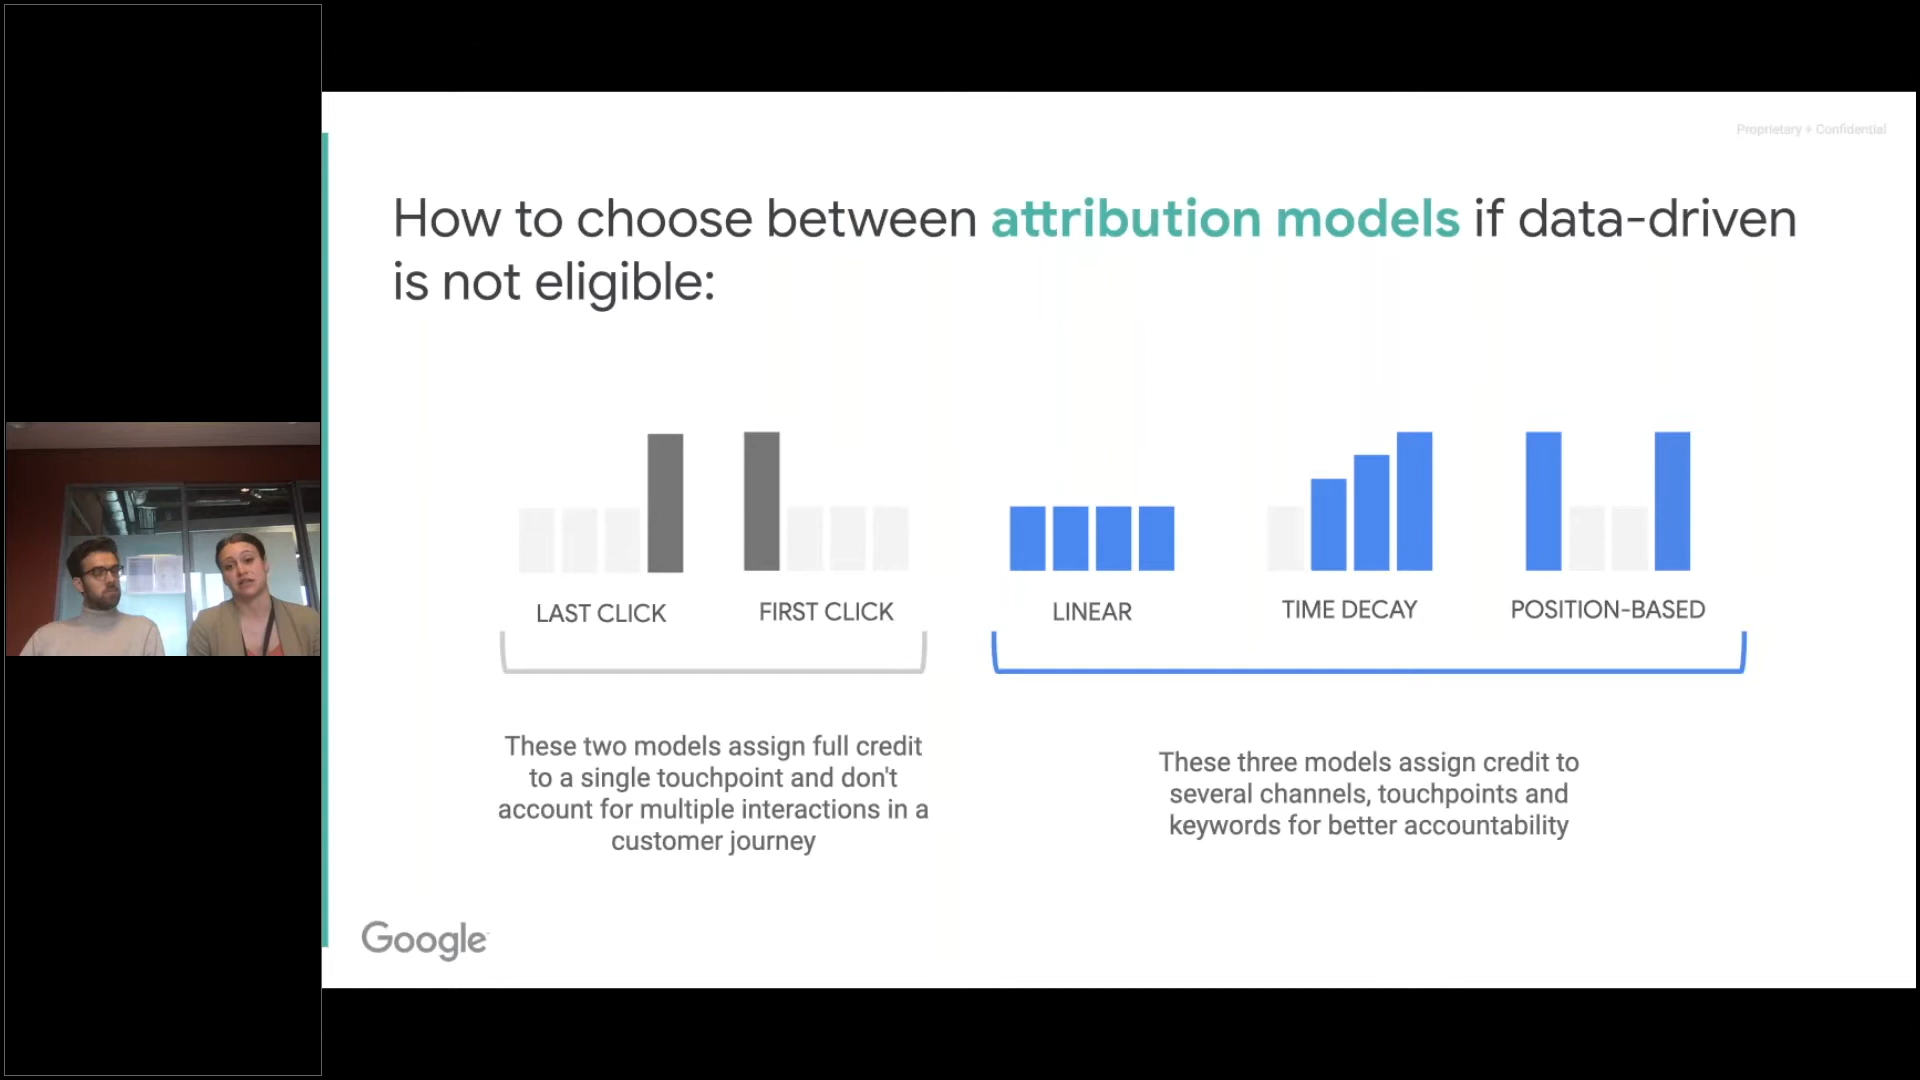 Proprietary + Confidential
How to choose between attribution models if data-driven
is not eligible:
LAST CLICK
FIRST CLICK
LINEAR
TIME DECAY
POSITION-BASED
These two models assign full credit
to a single touchpoint and don't
account for multiple interactions in a
customer journey
These three models assign credit to
several channels, touchpoints and
keywords for better accountability
Google